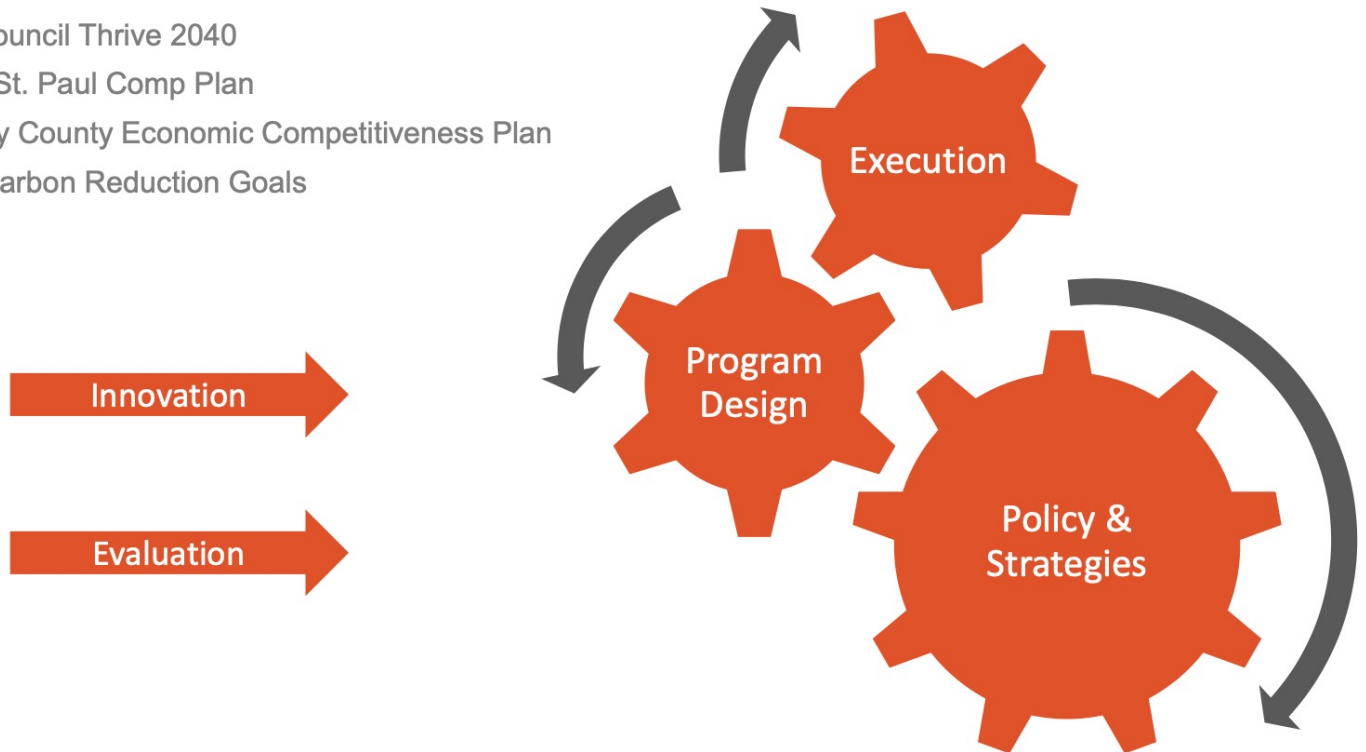 ouncil Thrive 2040
St. Paul Comp Plan
y County Economic Competitiveness Plan
arbon Reduction Goals
Execution
Program
Design
Innovation
Policy &
Strategies
Evaluation